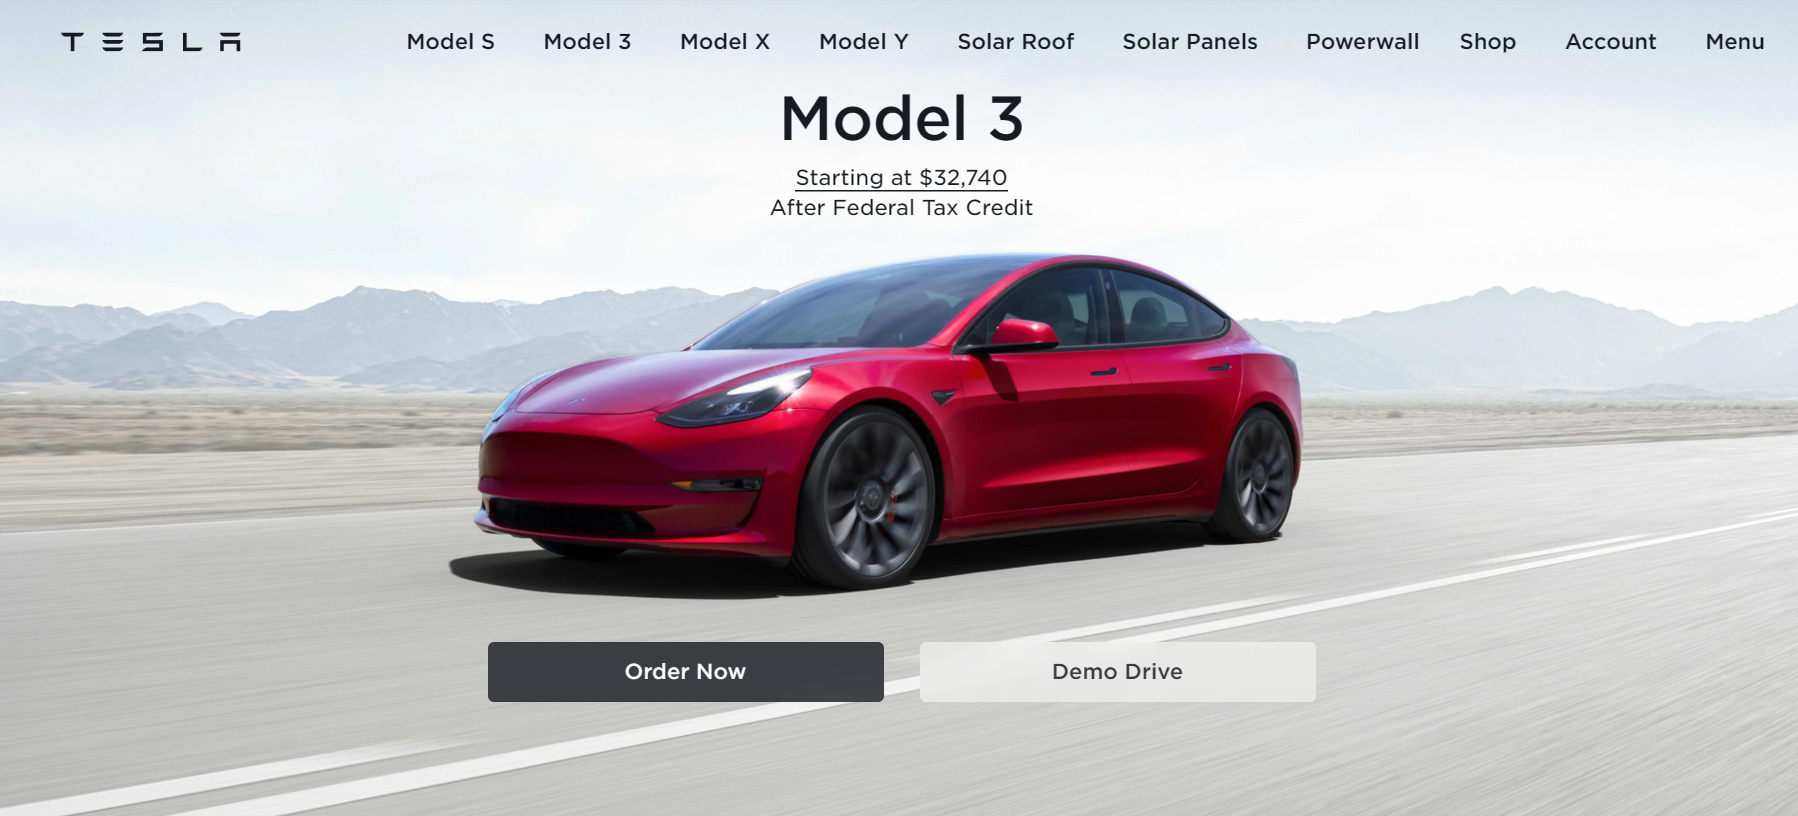 TESLA Model S Model 3 Model X Model Y Solar Roof Solar Panels Powerwall Shop Account Menu
Model 3
Starting at $32,740
After Federal Tax Credit
Order Now Demo Drive